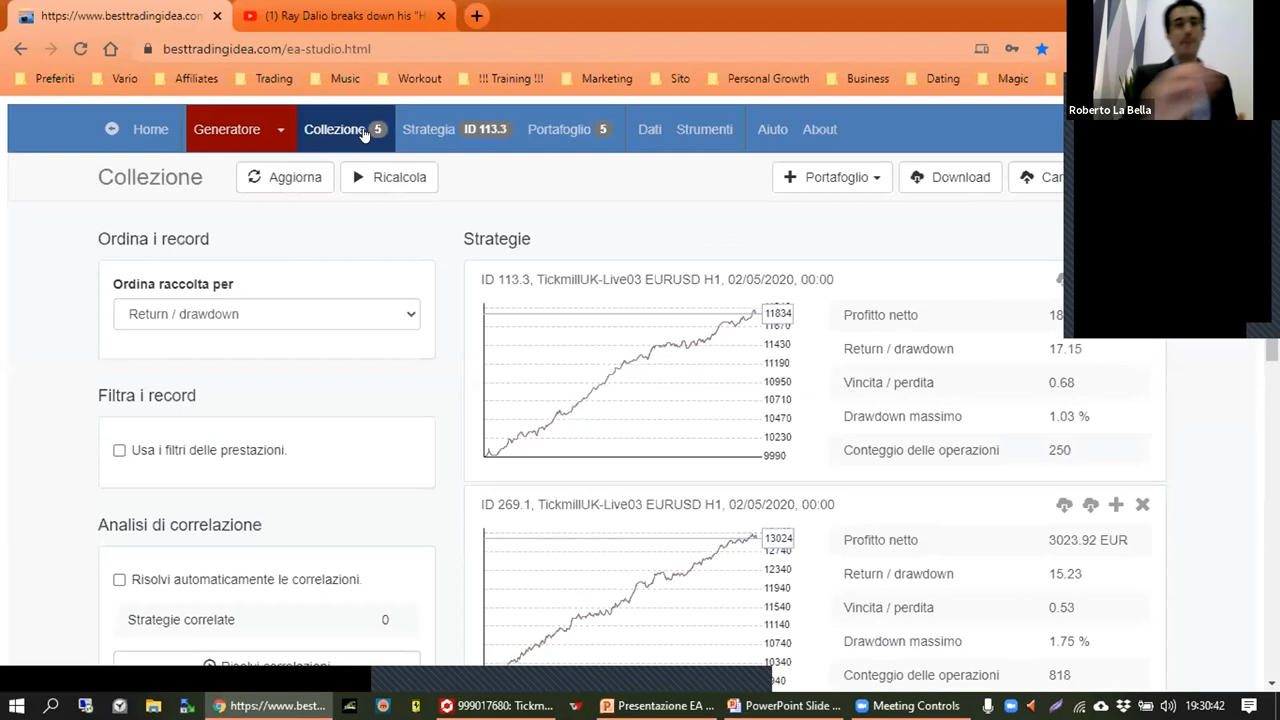 https://www.besttradingidea.com
(1) Ray Dalio breaks down his "H
besttradingidea.com/ea-studio.html
Preferiti Vario Affiliates Trading Music Workout !!! Training !!! Marketing Sito Personal Growth Business Dating Magic
Roberto La Bella
Home Generatore Collezione 5 Strategia ID 113.3 Portafoglio 5 Dati Strumenti Aiuto About
Collezione Aggiorna Ricalcola Portafoglio Download Car
Ordina i record
Ordina raccolta per
Return / drawdown
Filtra i record
Usa i filtri delle prestazioni.
Analisi di correlazione
Risolvi automaticamente le correlazioni.
Strategie correlate 0
Risolvi correlazioni
Strategie
ID 113.3, TickmillUK-Live03 EURUSD H1, 02/05/2020, 00:00
11834
11670
11430
11190
10950
10710
10470
10230
9990
Profitto netto 18
Return / drawdown 17.15
Vincita / perdita 0.68
Drawdown massimo 1.03 %
Conteggio delle operazioni 250
ID 269.1, TickmillUK-Live03 EURUSD H1, 02/05/2020, 00:00
13024
12740
12340
11940
11540
11140
10740
10340
940
Profitto netto 3023.92 EUR
Return / drawdown 15.23
Vincita / perdita 0.53
Drawdown massimo 1.75 %
Conteggio delle operazioni 818
https://www.best... 999017680: Tickm... Presentazione EA ... PowerPoint Slide ... Meeting Controls 19:30:42